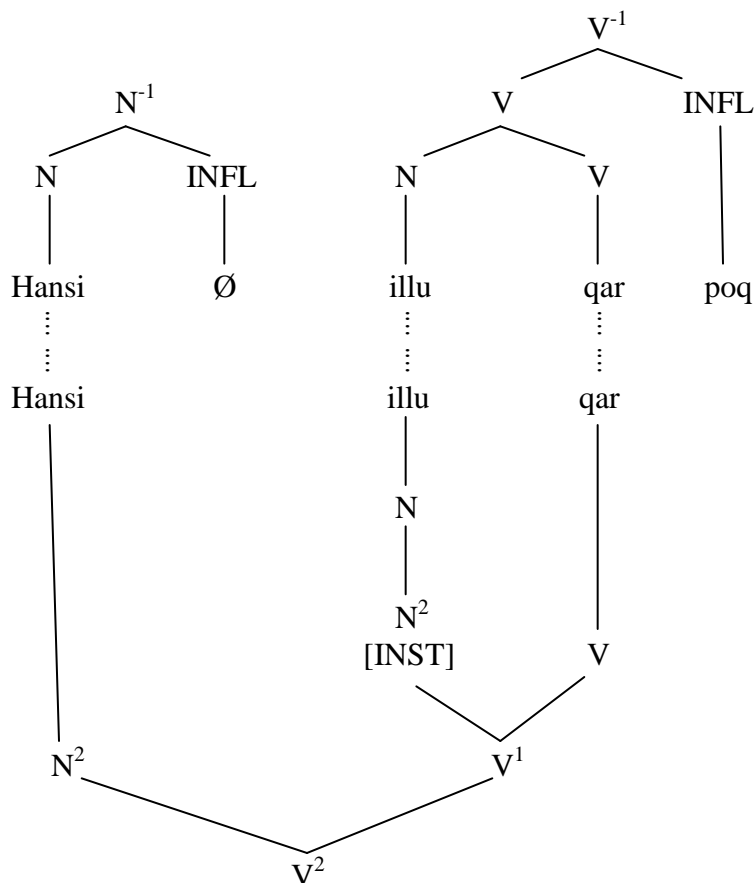 V⁻¹
N⁻¹ V INFL
N INFL N V
Hansi Ø illu qar poq
Hansi illu qar
N
N²
[INST] V
N² V¹
V²